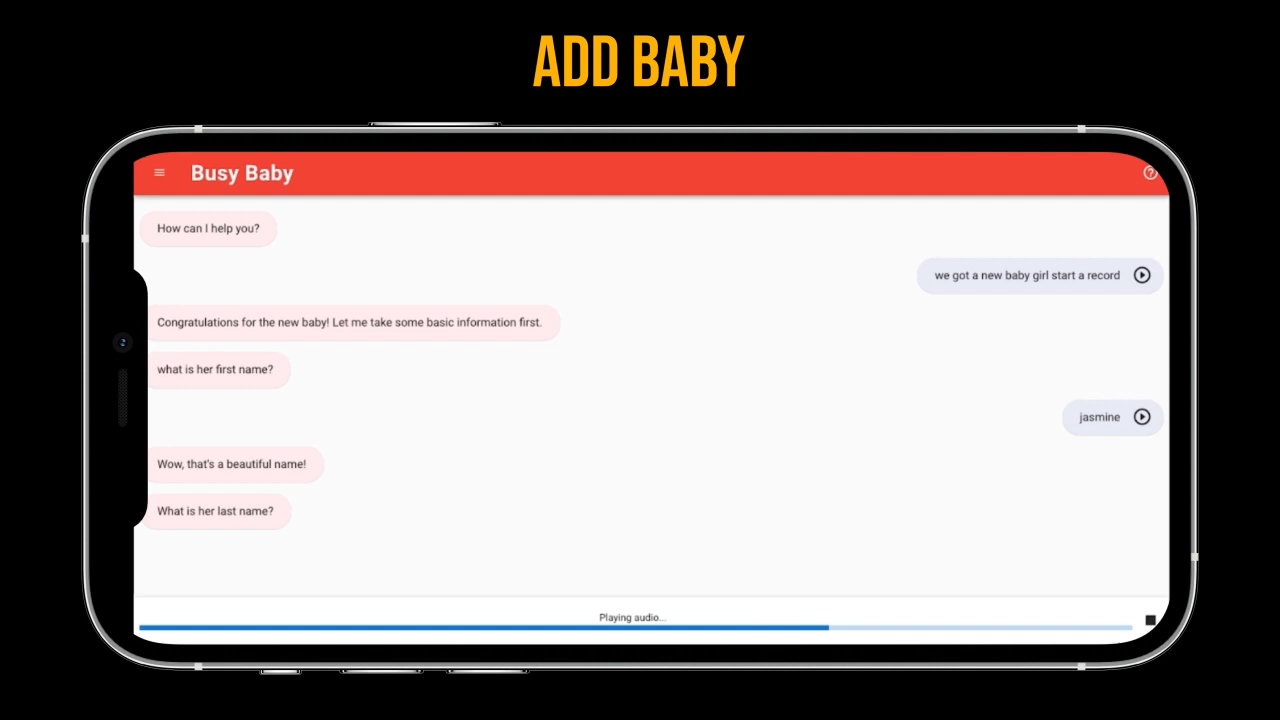 ADD BABY
Busy Baby
How can I help you?
we got a new baby girl start a record
Congratulations for the new baby! Let me take some basic information first.
what is her first name?
jasmine
Wow, that's a beautiful name!
What is her last name?
Playing audio...